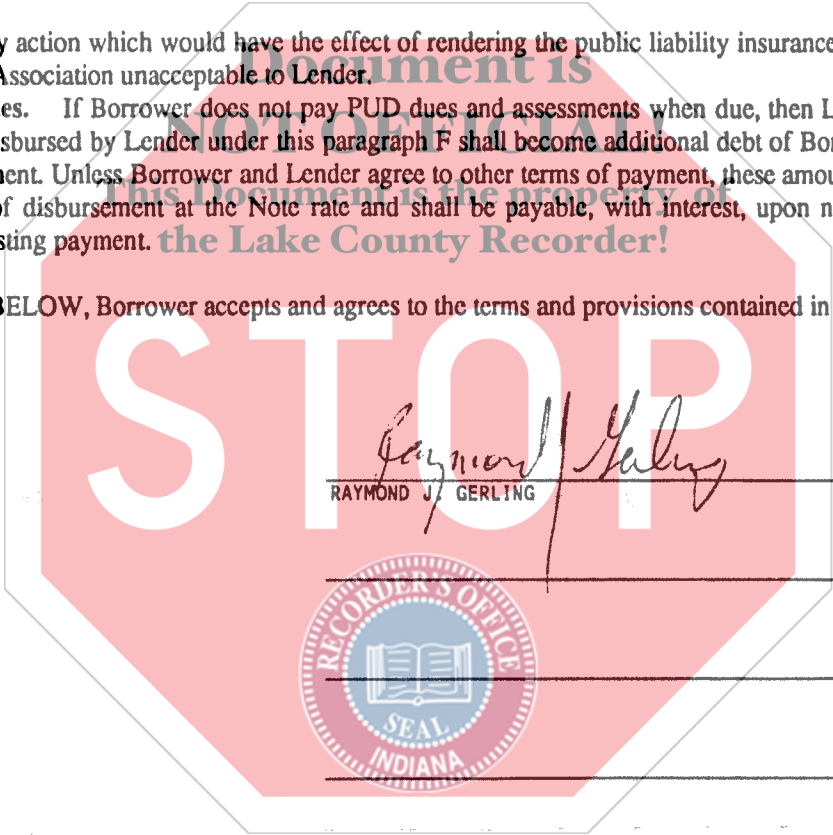 y action which would have the effect of rendering the public liability insurance
Document is
Association unacceptable to Lender.
es. If Borrower does not pay PUD dues and assessments when due, then L
NOT OFFICIAL!
isbursed by Lender under this paragraph F shall become additional debt of Bor
ent. Unless Borrower and Lender agree to other terms of payment, these amou
This Document is the property of
of disbursement at the Note rate and shall be payable, with interest, upon n
sting payment.
the Lake County Recorder!
BELOW, Borrower accepts and agrees to the terms and provisions contained in
STOP
Raymond J Gerling
RAYMOND J. GERLING
RECORDER'S OFFICE
SEAL
INDIANA